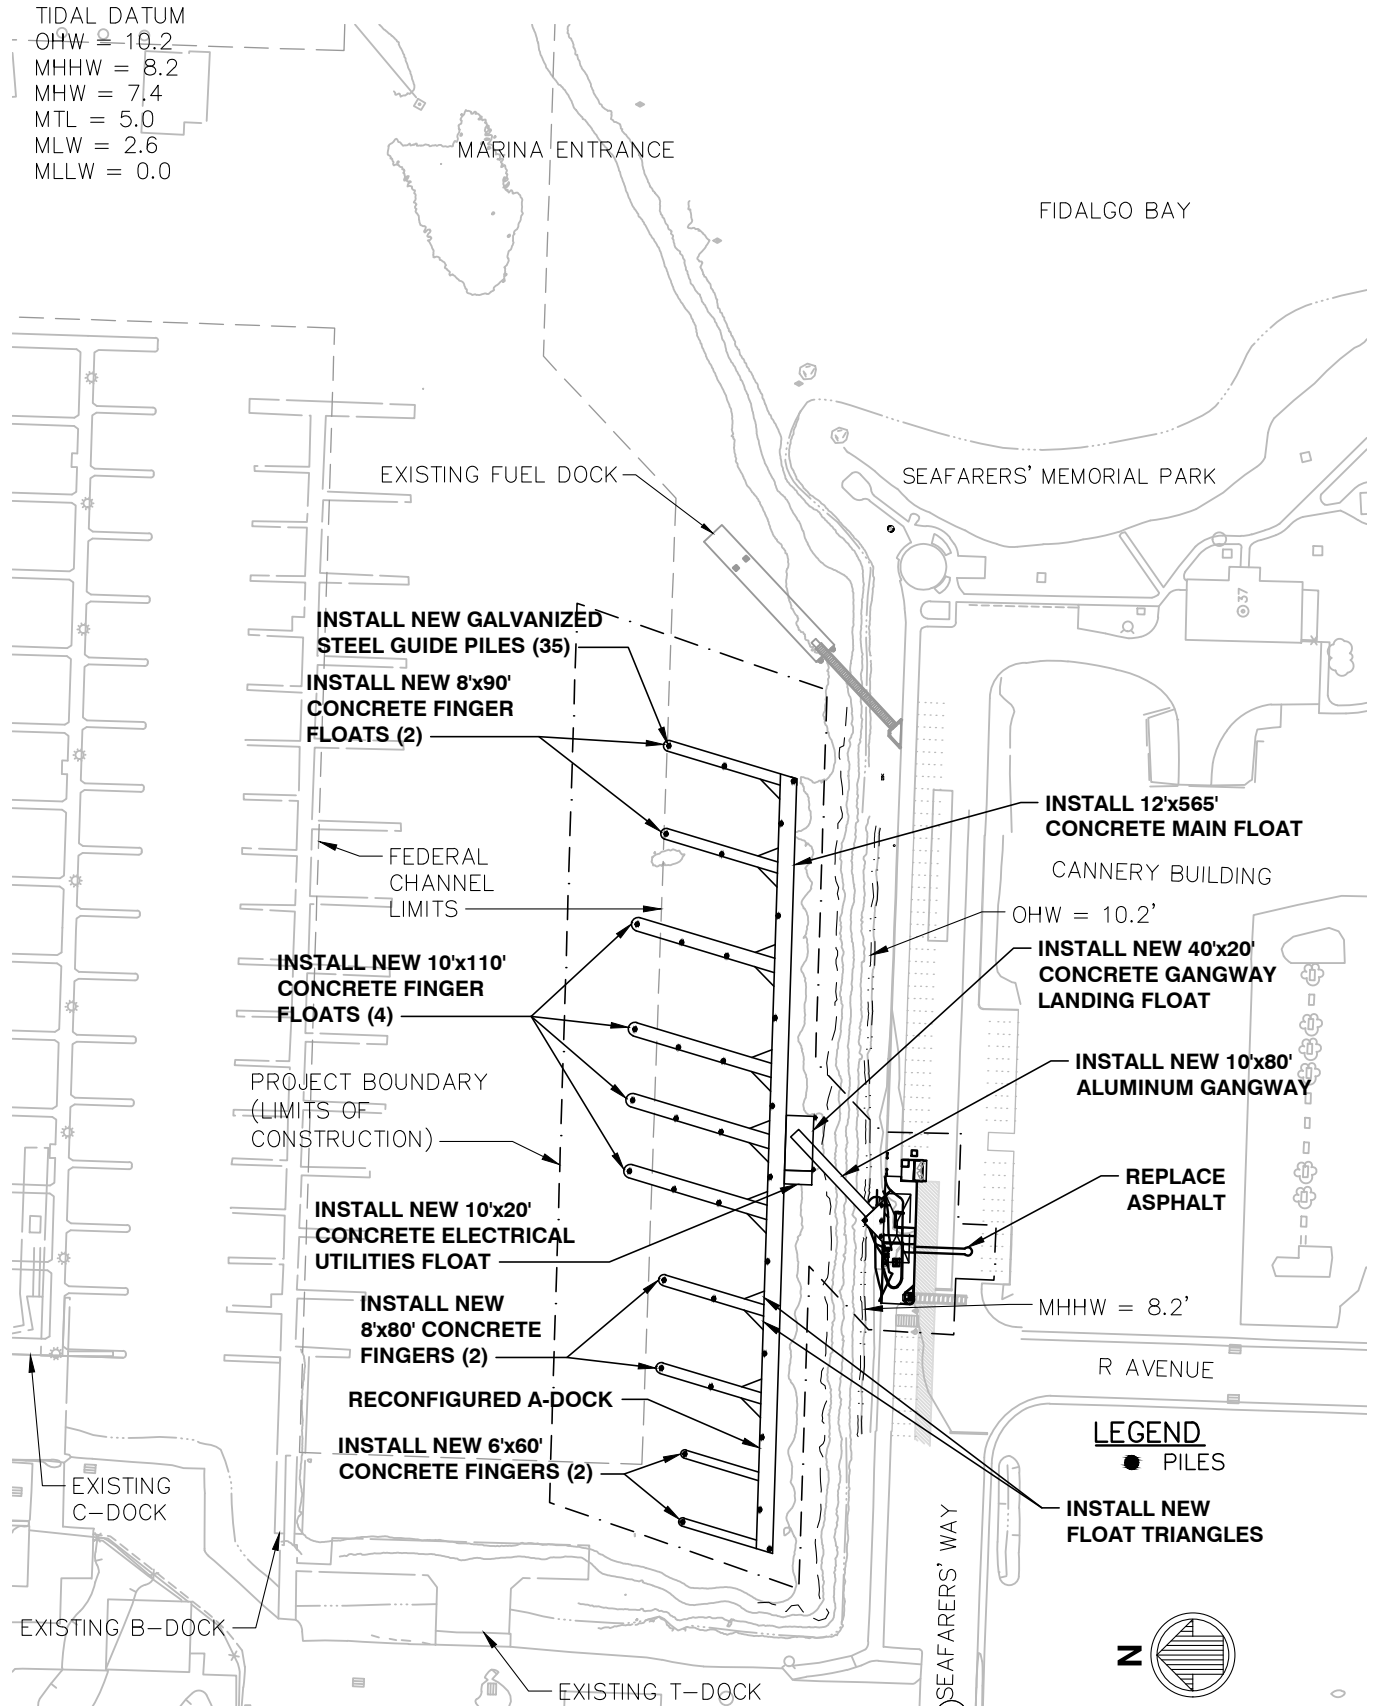 TIDAL DATUM
OHW = 10.2
MHHW = 8.2
MHW = 7.4
MTL = 5.0
MLW = 2.6
MLLW = 0.0
MARINA ENTRANCE
FIDALGO BAY
EXISTING FUEL DOCK
SEAFARERS' MEMORIAL PARK
37
INSTALL NEW GALVANIZED
STEEL GUIDE PILES (35)
INSTALL NEW 8'x90'
CONCRETE FINGER
FLOATS (2)
INSTALL 12'x565'
CONCRETE MAIN FLOAT
FEDERAL
CHANNEL
LIMITS
CANNERY BUILDING
OHW = 10.2'
INSTALL NEW 40'x20'
CONCRETE GANGWAY
LANDING FLOAT
INSTALL NEW 10'x110'
CONCRETE FINGER
FLOATS (4)
INSTALL NEW 10'x80'
ALUMINUM GANGWAY
PROJECT BOUNDARY
(LIMITS OF
CONSTRUCTION)
REPLACE
ASPHALT
INSTALL NEW 10'x20'
CONCRETE ELECTRICAL
UTILITIES FLOAT
INSTALL NEW
8'x80' CONCRETE
FINGERS (2)
MHHW = 8.2'
R AVENUE
RECONFIGURED A-DOCK
LEGEND
PILES
INSTALL NEW 6'x60'
CONCRETE FINGERS (2)
EXISTING
C-DOCK
INSTALL NEW
FLOAT TRIANGLES
SEAFARERS' WAY
EXISTING B-DOCK
N
EXISTING T-DOCK